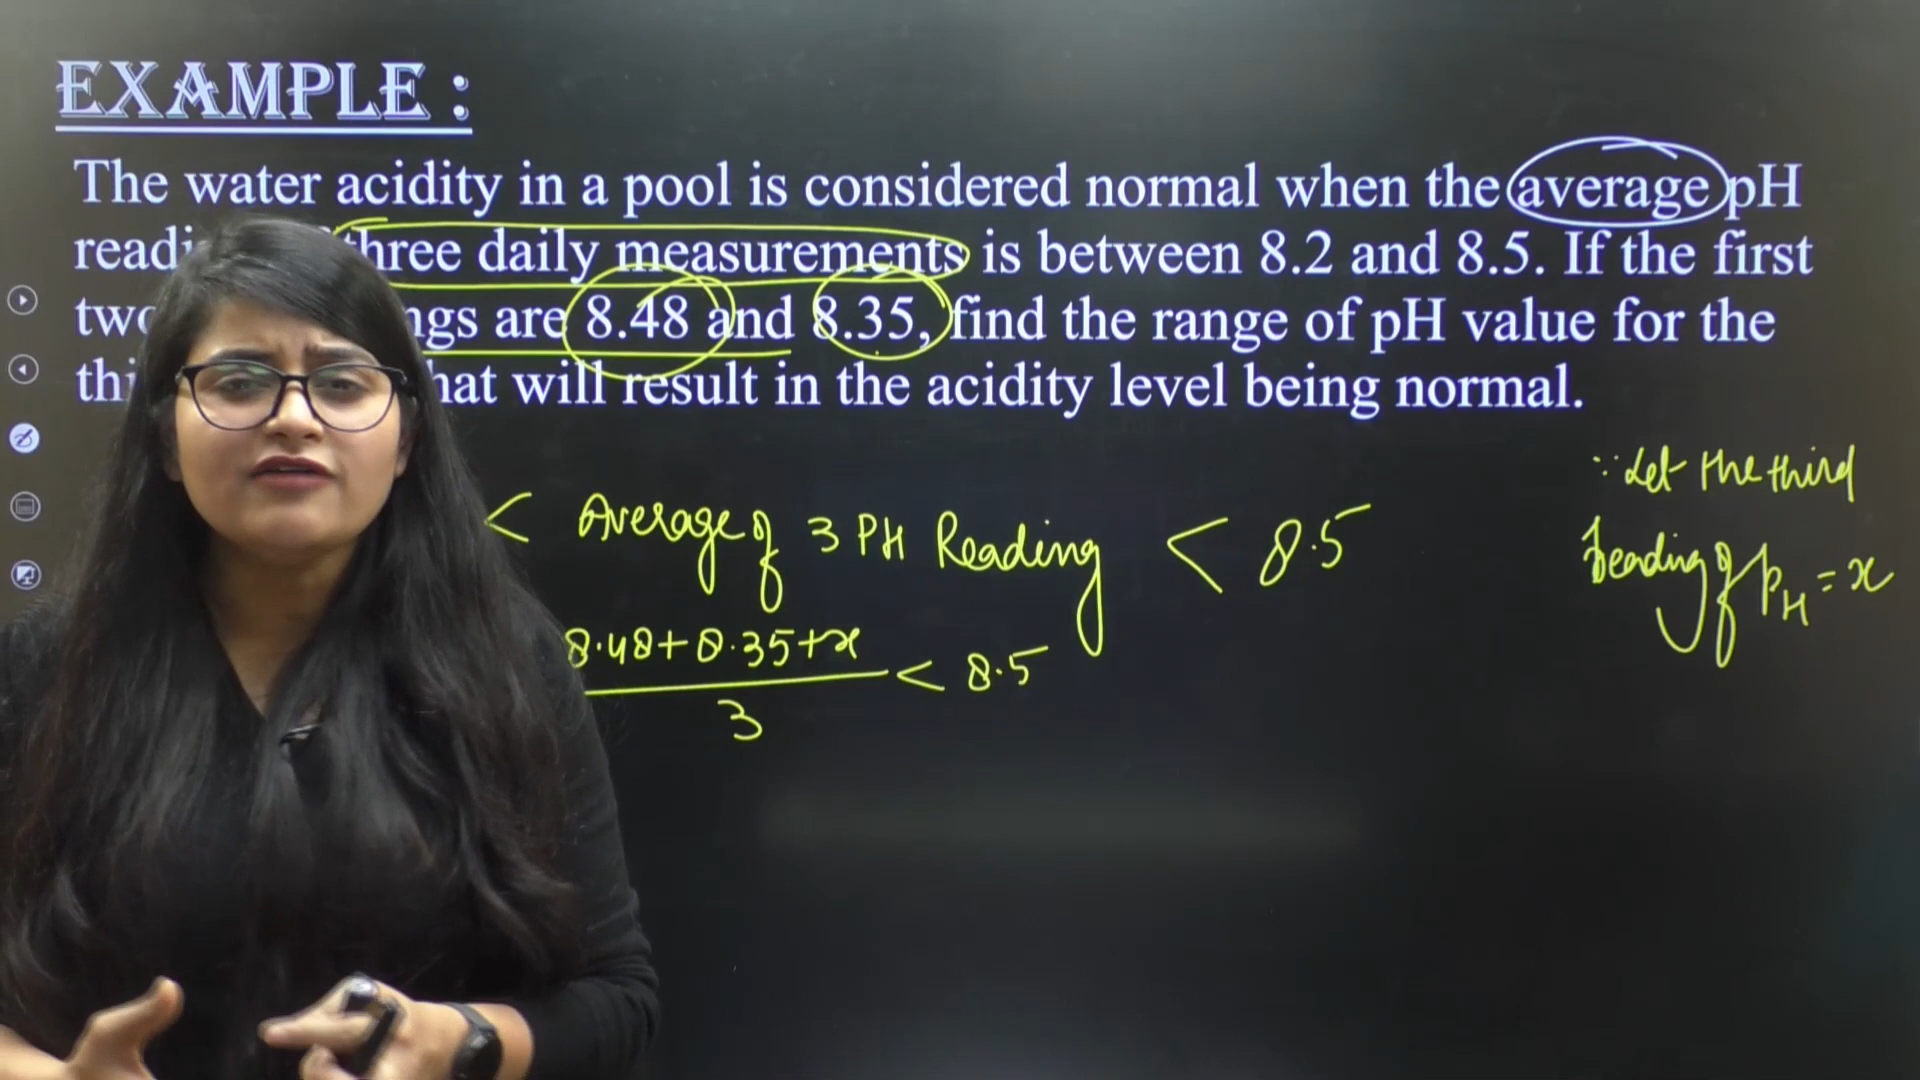 EXAMPLE :
The water acidity in a pool is considered normal when the average pH
three daily measurements is between 8.2 and 8.5. If the first
are 8.48 and 8.35, find the range of pH value for the
will result in the acidity level being normal.
∵ Let the third
Reading of pH = x
< Average of 3 PH Reading < 8.5
8.48+8.35+x
< 8.5
3